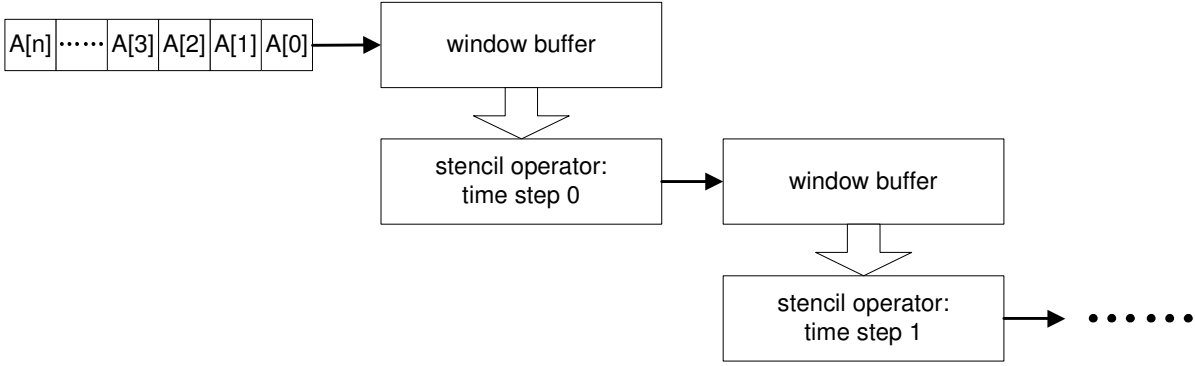 A[n] ······ A[3] A[2] A[1] A[0]
window buffer
stencil operator:
time step 0
window buffer
stencil operator:
time step 1
······